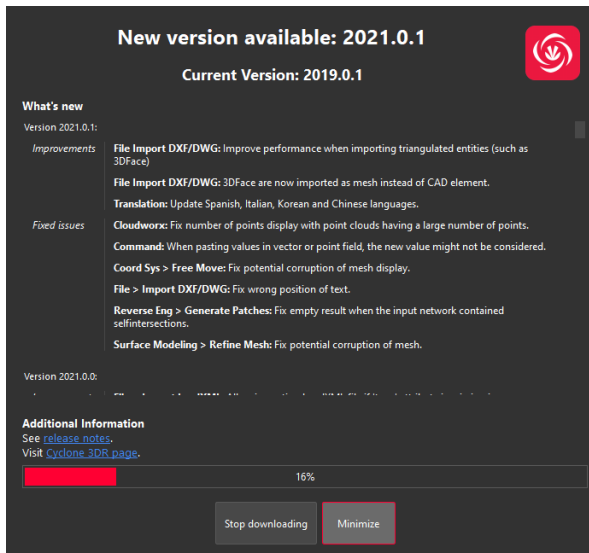 New version available: 2021.0.1
Current Version: 2019.0.1
What's new
Version 2021.0.1:
Improvements
File Import DXF/DWG: Improve performance when importing triangulated entities (such as
3DFace)
File Import DXF/DWG: 3DFace are now imported as mesh instead of CAD element.
Translation: Update Spanish, Italian, Korean and Chinese languages.
Fixed issues
Cloudworx: Fix number of points display with point clouds having a large number of points.
Command: When pasting values in vector or point field, the new value might not be considered.
Coord Sys > Free Move: Fix potential corruption of mesh display.
File > Import DXF/DWG: Fix wrong position of text.
Reverse Eng > Generate Patches: Fix empty result when the input network contained
selfintersections.
Surface Modeling > Refine Mesh: Fix potential corruption of mesh.
Version 2021.0.0:
Additional Information
See release notes.
Visit Cyclone 3DR page.
16%
Stop downloading
Minimize